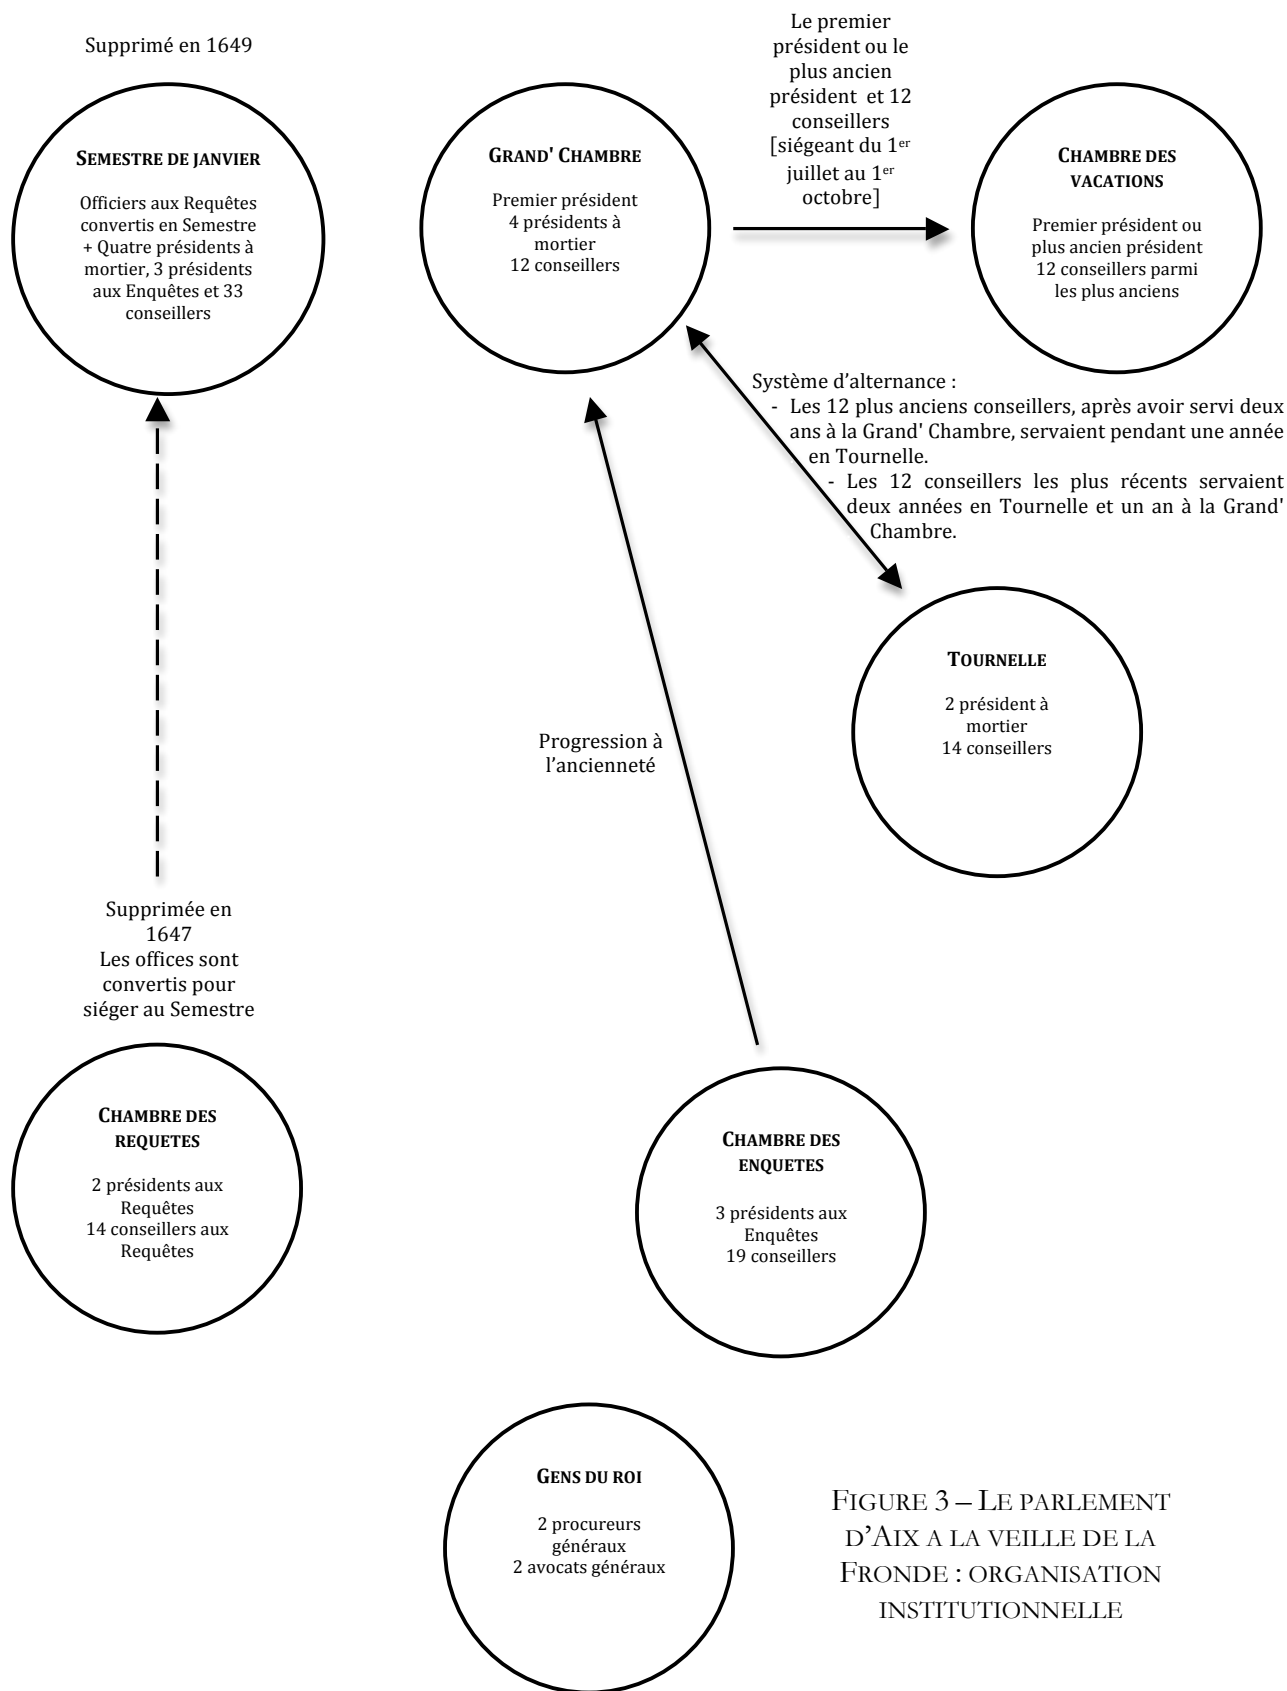 Supprimé en 1649
SEMESTRE DE JANVIER
Officiers aux Requêtes
convertis en Semestre
+ Quatre présidents à
mortier, 3 présidents
aux Enquêtes et 33
conseillers
GRAND' CHAMBRE
Premier président
4 présidents à
mortier
12 conseillers
Le premier
président ou le
plus ancien
président et 12
conseillers
[siégeant du 1er
juillet au 1er
octobre]
CHAMBRE DES
VACATIONS
Premier président ou
plus ancien président
12 conseillers parmi
les plus anciens
Système d’alternance :
- Les 12 plus anciens conseillers, après avoir servi deux
ans à la Grand' Chambre, servaient pendant une année
en Tournelle.
- Les 12 conseillers les plus récents servaient
deux années en Tournelle et un an à la Grand'
Chambre.
TOURNELLE
2 président à
mortier
14 conseillers
Progression à
l’ancienneté
Supprimée en
1647
Les offices sont
convertis pour
siéger au Semestre
CHAMBRE DES
REQUETES
2 présidents aux
Requêtes
14 conseillers aux
Requêtes
CHAMBRE DES
ENQUETES
3 présidents aux
Enquêtes
19 conseillers
GENS DU ROI
2 procureurs
généraux
2 avocats généraux
FIGURE 3 – LE PARLEMENT
D’AIX A LA VEILLE DE LA
FRONDE : ORGANISATION
INSTITUTIONNELLE